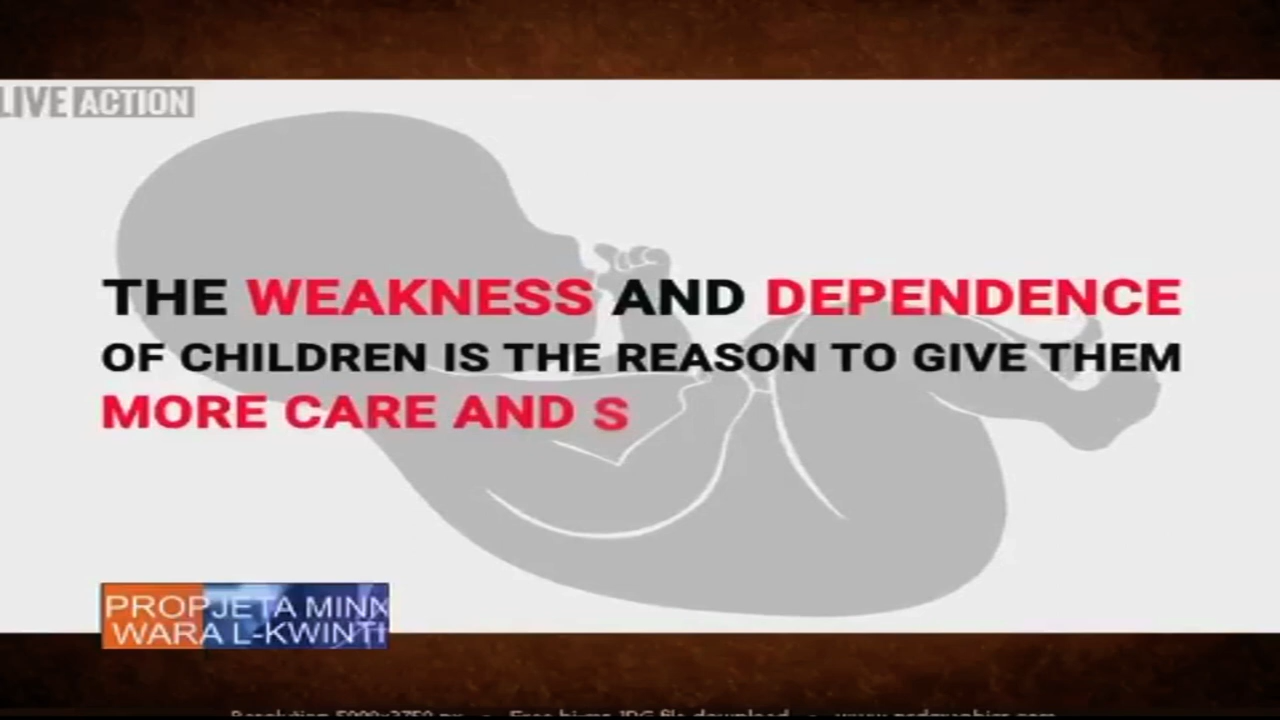 LIVE ACTION
THE WEAKNESS AND DEPENDENCE
OF CHILDREN IS THE REASON TO GIVE THEM
MORE CARE AND S
PROPJETA MINN
WARA L-KWINTI